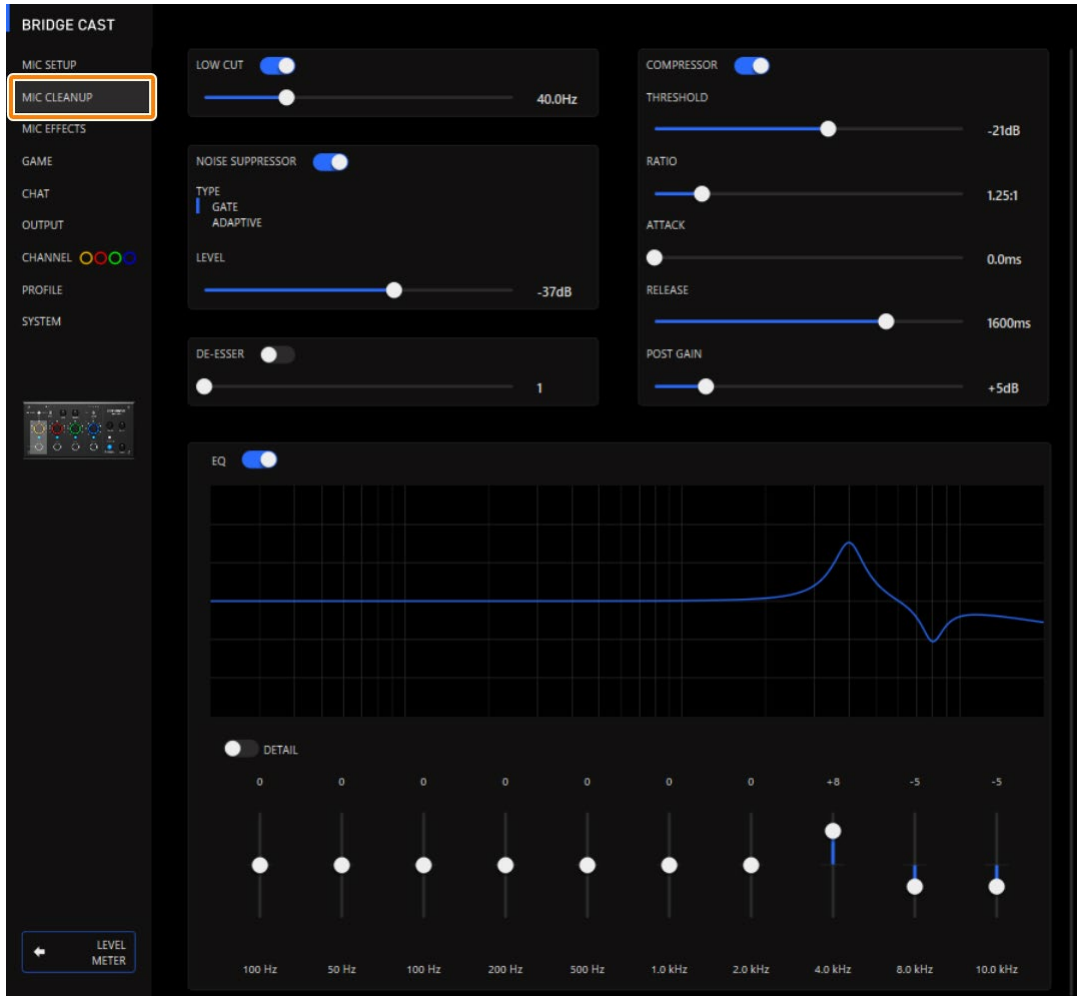 BRIDGE CAST
MIC SETUP
MIC CLEANUP
MIC EFFECTS
GAME
CHAT
OUTPUT
CHANNEL
PROFILE
SYSTEM
LEVEL
METER
LOW CUT
40.0Hz
NOISE SUPPRESSOR
TYPE
GATE
ADAPTIVE
LEVEL
-37dB
DE-ESSER
1
COMPRESSOR
THRESHOLD
-21dB
RATIO
1.25:1
ATTACK
0.0ms
RELEASE
1600ms
POST GAIN
+5dB
EQ
DETAIL
0 0 0 0 0 0 0 +8 -5 -5
100 Hz 50 Hz 100 Hz 200 Hz 500 Hz 1.0 kHz 2.0 kHz 4.0 kHz 8.0 kHz 10.0 kHz